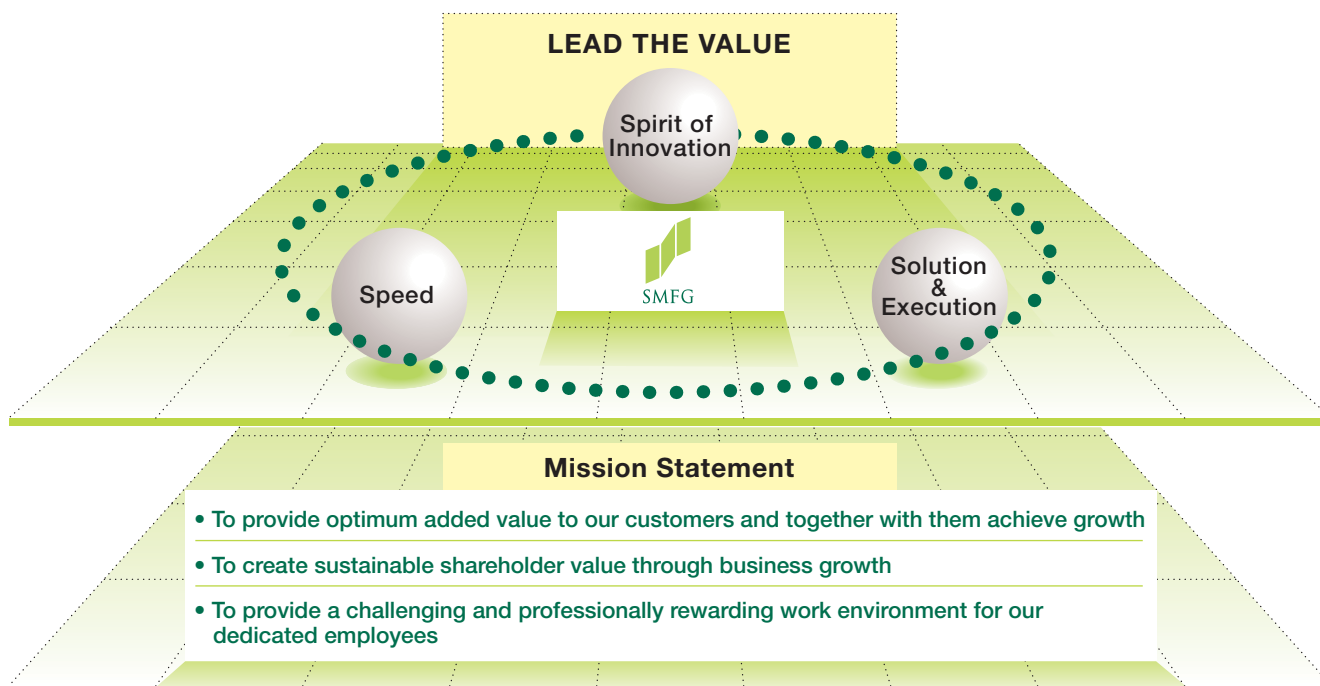 LEAD THE VALUE
Spirit of
Innovation
Speed
SMFG
Solution
&
Execution
Mission Statement
• To provide optimum added value to our customers and together with them achieve growth
• To create sustainable shareholder value through business growth
• To provide a challenging and professionally rewarding work environment for our
dedicated employees